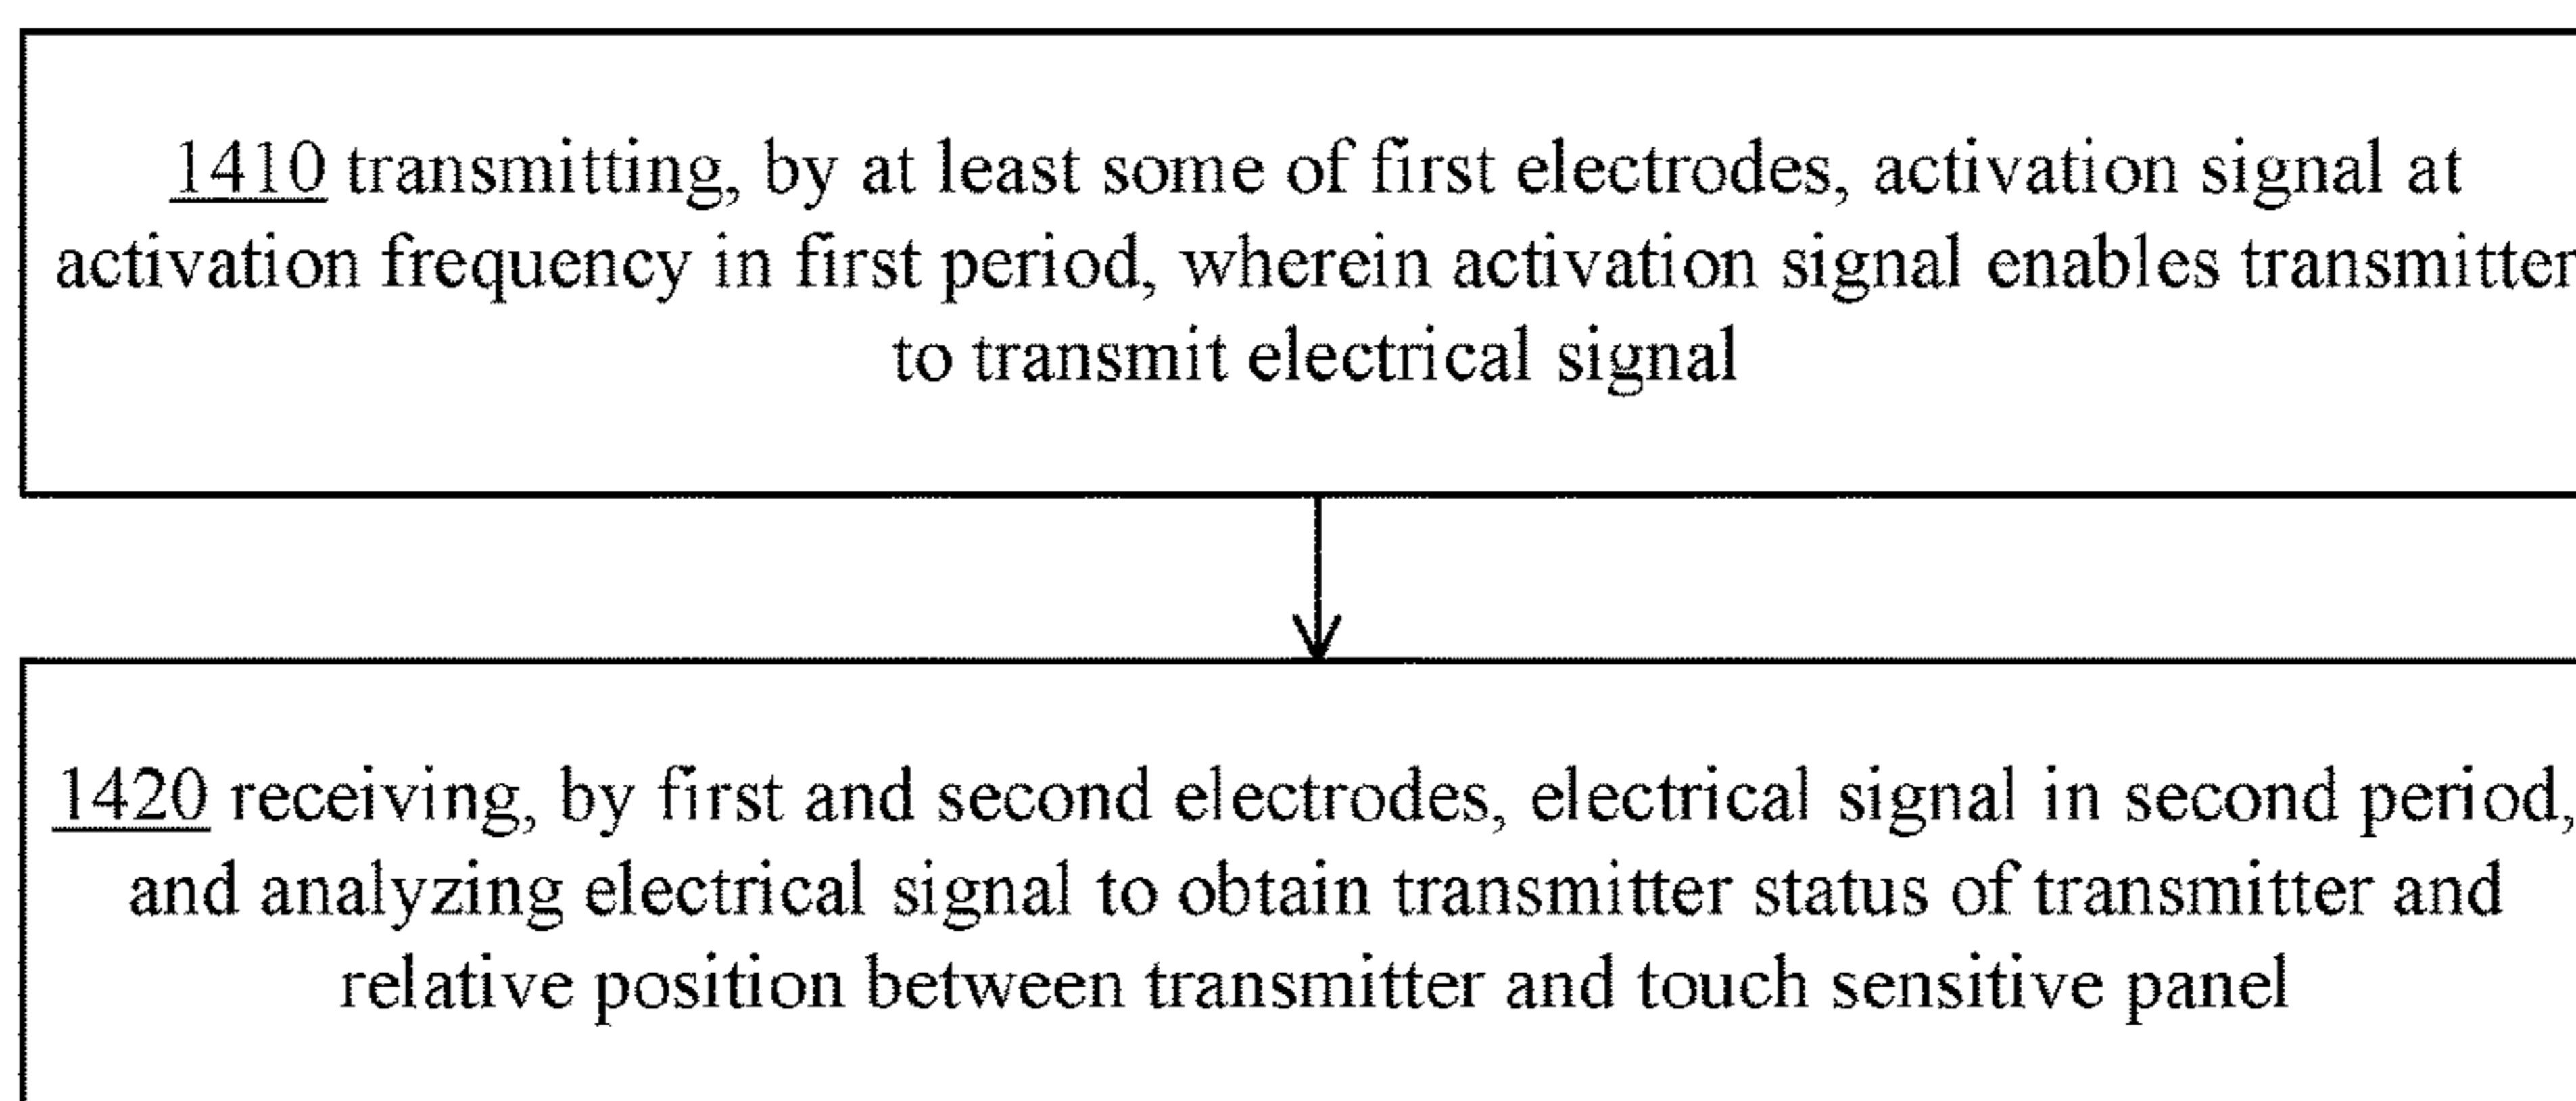 1410 transmitting, by at least some of first electrodes, activation signal at
activation frequency in first period, wherein activation signal enables transmitter
to transmit electrical signal
1420 receiving, by first and second electrodes, electrical signal in second period,
and analyzing electrical signal to obtain transmitter status of transmitter and
relative position between transmitter and touch sensitive panel